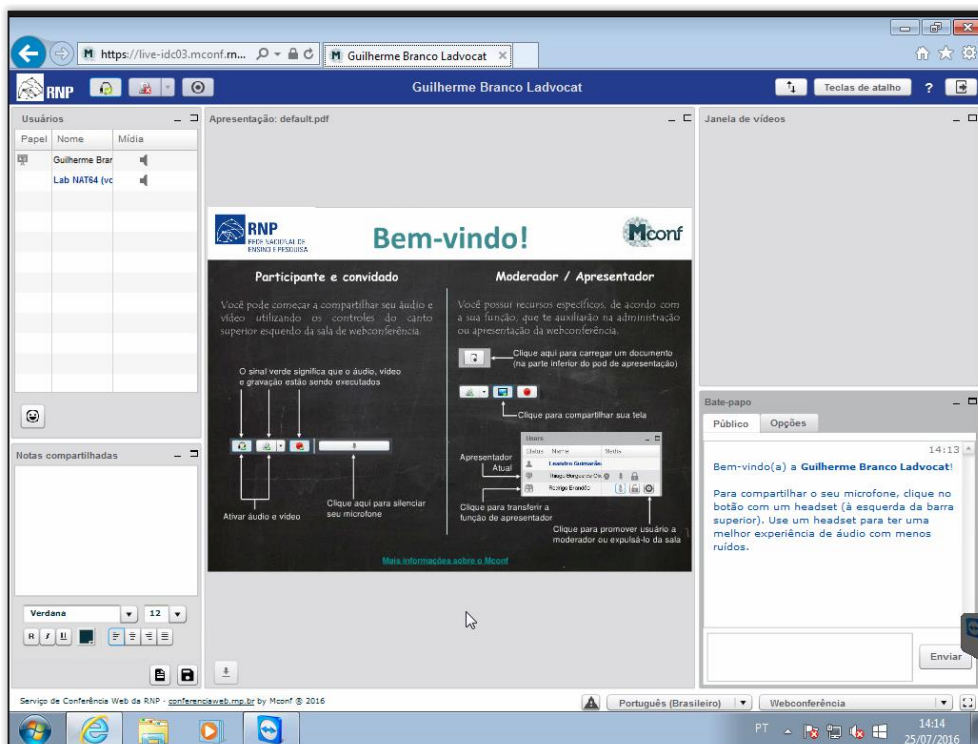 https://live-idc03.mconf.rn...
Guilherme Branco Ladvocat
RNP
Guilherme Branco Ladvocat
Teclas de atalho
?
Usuários
Papel Nome Mídia
Guilherme Bran
Lab NAT64 (vo
Notas compartilhadas
Verdana 12
Apresentação: default.pdf
RNP
REDE NACIONAL DE
ENSINO E PESQUISA
Bem-vindo!
Mconf
Participante e convidado
Você pode começar a compartilhar seu áudio e
vídeo utilizando os controles do canto
superior esquerdo da sala de webconferência.
O sinal verde significa que o áudio, vídeo
e gravação estão sendo executados
Ativar áudio e vídeo
Clique aqui para silenciar
seu microfone
Moderador / Apresentador
Você possui recursos específicos, de acordo com
a sua função, que te auxiliarão na administração
ou apresentação da webconferência.
Clique aqui para carregar um documento
(na parte inferior do pod de apresentação)
Clique para compartilhar sua tela
Users
Status Name Media
Leandro Guimarães
Rodrigo Brandão
Apresentador
Atual
Clique para transferir a
função de apresentador
Clique para promover usuário a
moderador ou expulsá-lo da sala
Mais informações sobre o Mconf
Janela de vídeos
Bate-papo
Público Opções
14:13
Bem-vindo(a) a Guilherme Branco Ladvocat!
Para compartilhar o seu microfone, clique no
botão com um headset (à esquerda da barra
superior). Use um headset para ter uma
melhor experiência de áudio com menos
ruídos.
Enviar
Serviço de Conferência Web da RNP - conferenciaweb.rnp.br by Mconf © 2016
Português (Brasileiro)
Webconferência
PT
14:14
25/07/2016